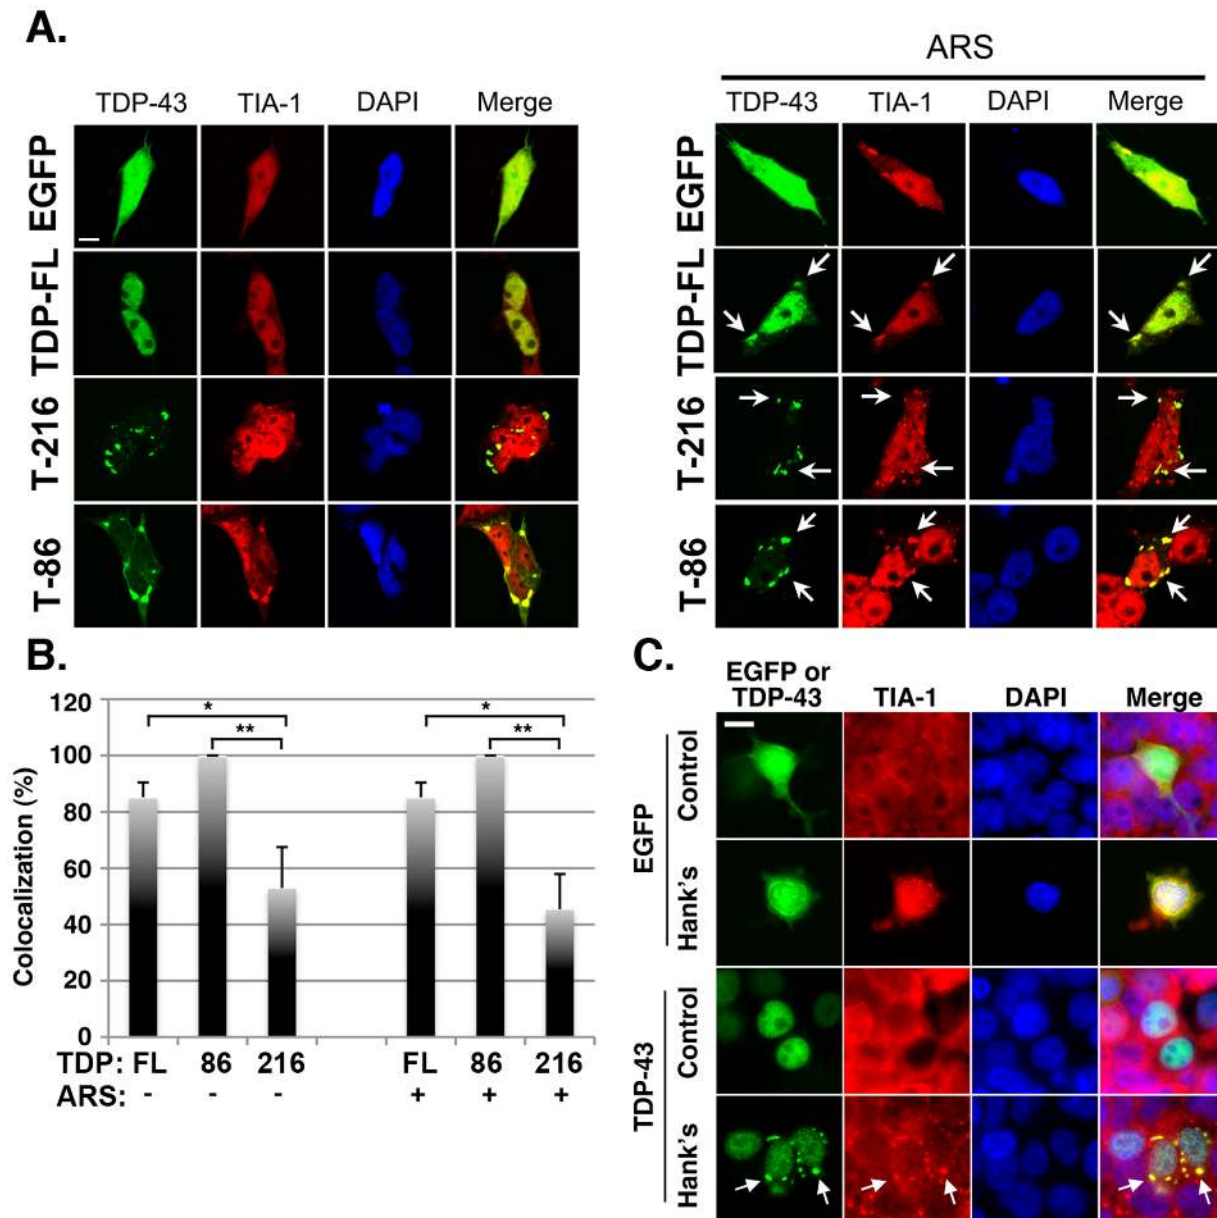 A.
TDP-43 TIA-1 DAPI Merge
EGFP
TDP-FL
T-216
T-86
ARS
TDP-43 TIA-1 DAPI Merge
EGFP
TDP-FL
T-216
T-86
B.
Colocalization (%)
120
100
80
60
40
20
0
* ** * **
TDP: FL 86 216 FL 86 216
ARS: - - - + + +
C.
EGFP or
TDP-43 TIA-1 DAPI Merge
EGFP
Control
Hank's
TDP-43
Control
Hank's